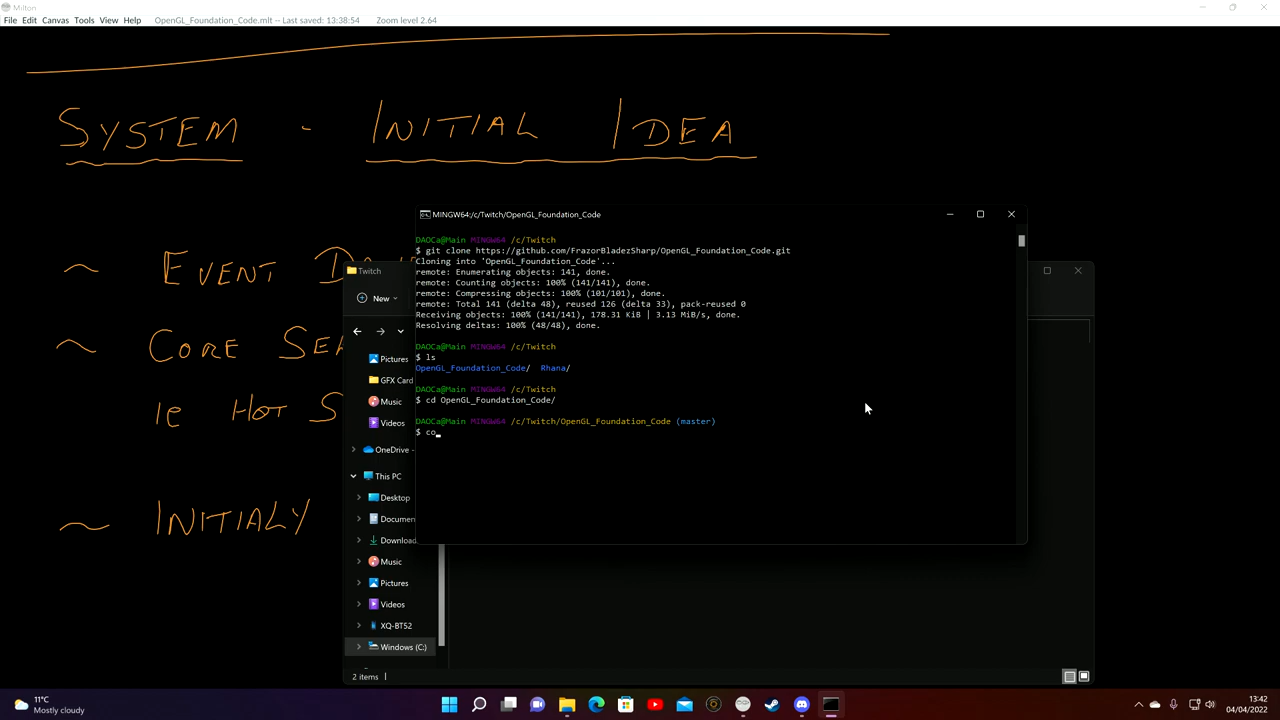 Milton
File Edit Canvas Tools View Help OpenGL_Foundation_Code.mlt -- Last saved: 13:38:54 Zoom level 2.64
SYSTEM - INITIAL IDEA
~ EVENT
~ CORE
ie HOT S
~ INITIALY
MINGW64:/c/Twitch/OpenGL_Foundation_Code
DAOCa@Main MINGW64 /c/Twitch
$ git clone https://github.com/FrazorBladezSharp/OpenGL_Foundation_Code.git
Cloning into 'OpenGL_Foundation_Code'...
remote: Enumerating objects: 141, done.
remote: Counting objects: 100% (141/141), done.
remote: Compressing objects: 100% (101/101), done.
remote: Total 141 (delta 48), reused 126 (delta 33), pack-reused 0
Receiving objects: 100% (141/141), 178.31 KiB | 3.13 MiB/s, done.
Resolving deltas: 100% (48/48), done.
DAOCa@Main MINGW64 /c/Twitch
$ ls
OpenGL_Foundation_Code/ Rhana/
DAOCa@Main MINGW64 /c/Twitch
$ cd OpenGL_Foundation_Code/
DAOCa@Main MINGW64 /c/Twitch/OpenGL_Foundation_Code (master)
$ co
Twitch
New
Pictures
GFX Card
Music
Videos
OneDrive -
This PC
Desktop
Documen
Download
Music
Pictures
Videos
XQ-BT52
Windows (C:)
2 items
11°C
Mostly cloudy
13:42
04/04/2022